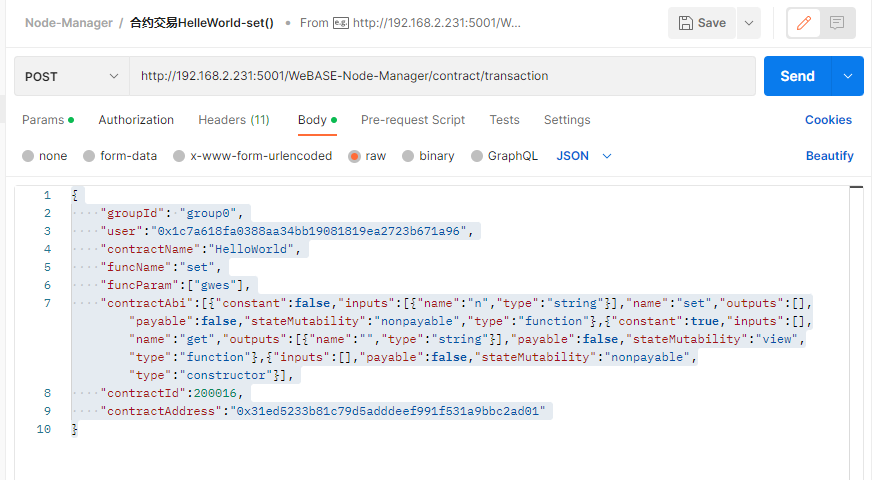 Node-Manager / 合约交易HelleWorld-set() • From e.g. http://192.168.2.231:5001/W... Save
POST http://192.168.2.231:5001/WeBASE-Node-Manager/contract/transaction Send
Params Authorization Headers (11) Body Pre-request Script Tests Settings Cookies
none form-data x-www-form-urlencoded raw binary GraphQL JSON Beautify
1 {
2 "groupId": "group0",
3 "user":"0x1c7a618fa0388aa34bb19081819ea2723b671a96",
4 "contractName":"HelloWorld",
5 "funcName":"set",
6 "funcParam":["gwes"],
7 "contractAbi":[{"constant":false,"inputs":[{"name":"n","type":"string"}],"name":"set","outputs":[],
"payable":false,"stateMutability":"nonpayable","type":"function"},{"constant":true,"inputs":[],
"name":"get","outputs":[{"name":"","type":"string"}],"payable":false,"stateMutability":"view",
"type":"function"},{"inputs":[],"payable":false,"stateMutability":"nonpayable",
"type":"constructor"}],
8 "contractId":200016,
9 "contractAddress":"0x31ed5233b81c79d5adddeef991f531a9bbc2ad01"
10 }